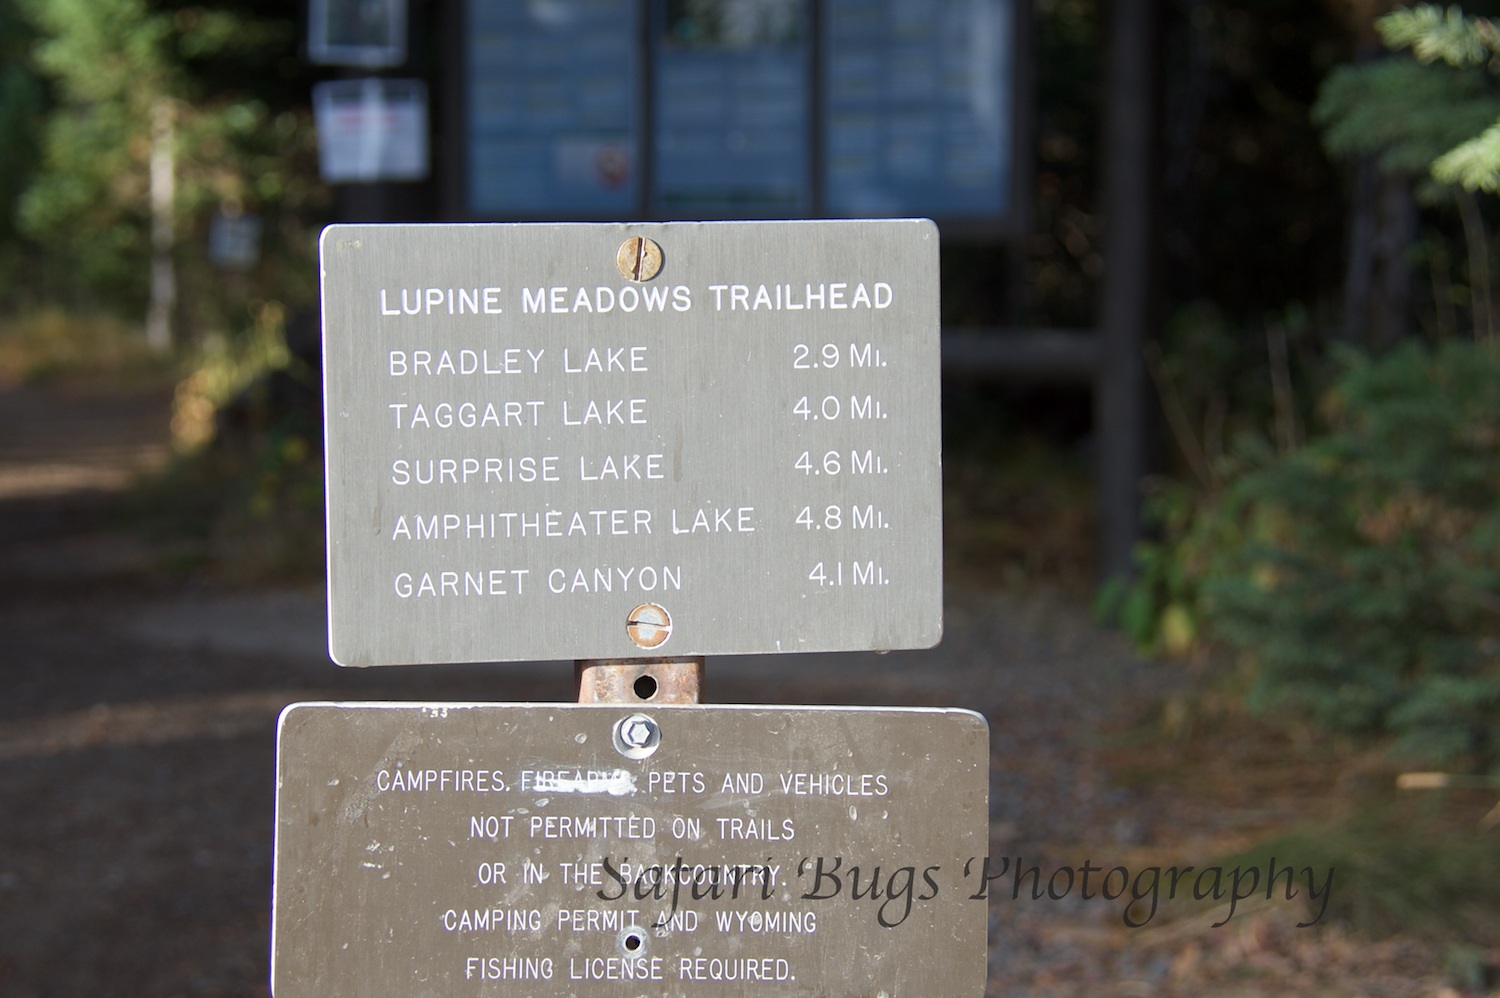 LUPINE MEADOWS TRAILHEAD
BRADLEY LAKE 2.9 MI.
TAGGART LAKE 4.0 MI.
SURPRISE LAKE 4.6 MI.
AMPHITHEATER LAKE 4.8 MI.
GARNET CANYON 4.1 MI.
CAMPFIRES, FIREARMS, PETS AND VEHICLES
NOT PERMITTED ON TRAILS
OR IN THE BACKCOUNTRY.
CAMPING PERMIT AND WYOMING
FISHING LICENSE REQUIRED.
Safari Bugs Photography